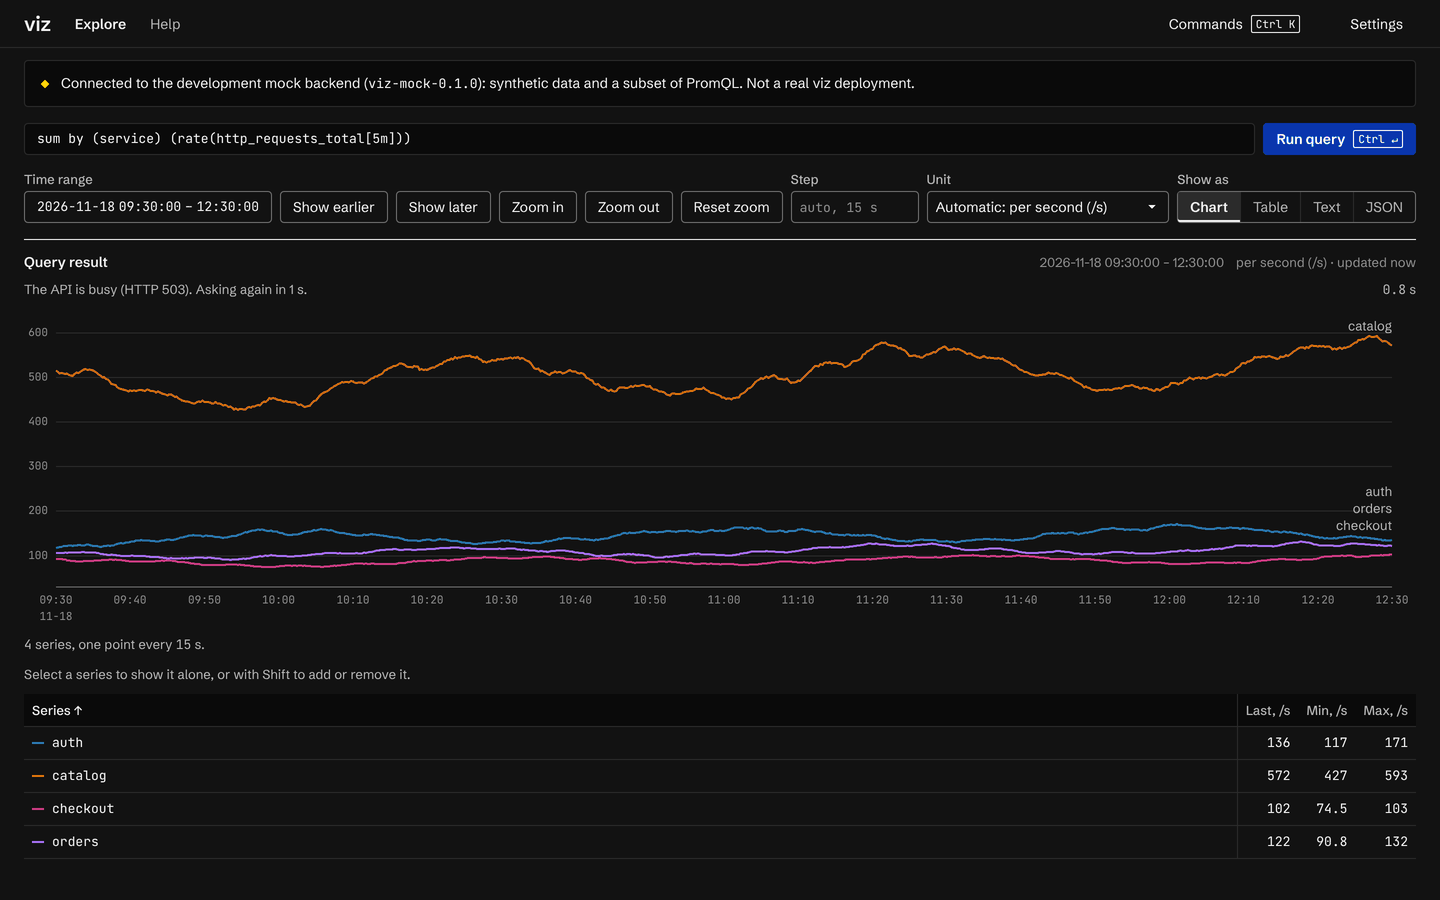 viz Explore Help Commands Ctrl K Settings
Connected to the development mock backend (viz-mock-0.1.0): synthetic data and a subset of PromQL. Not a real viz deployment.
sum by (service) (rate(http_requests_total[5m])) Run query Ctrl ↵
Time range Step Unit Show as
2026-11-18 09:30:00 – 12:30:00 Show earlier Show later Zoom in Zoom out Reset zoom auto, 15 s Automatic: per second (/s) Chart Table Text JSON
Query result 2026-11-18 09:30:00 – 12:30:00 per second (/s) · updated now
The API is busy (HTTP 503). Asking again in 1 s. 0.8 s
catalog
600
500
400
300
auth
200
orders
checkout
100
09:30 09:40 09:50 10:00 10:10 10:20 10:30 10:40 10:50 11:00 11:10 11:20 11:30 11:40 11:50 12:00 12:10 12:20 12:30
11-18
4 series, one point every 15 s.
Select a series to show it alone, or with Shift to add or remove it.
Series ↑ Last, /s Min, /s Max, /s
auth 136 117 171
catalog 572 427 593
checkout 102 74.5 103
orders 122 90.8 132